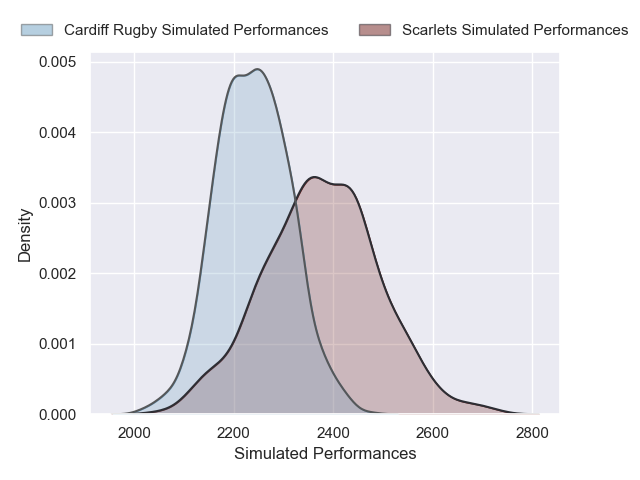 Cardiff Rugby Simulated Performances
Scarlets Simulated Performances
0.005
0.004
0.003
0.002
0.001
0.000
Density
2000
2200
2400
2600
2800
Simulated Performances